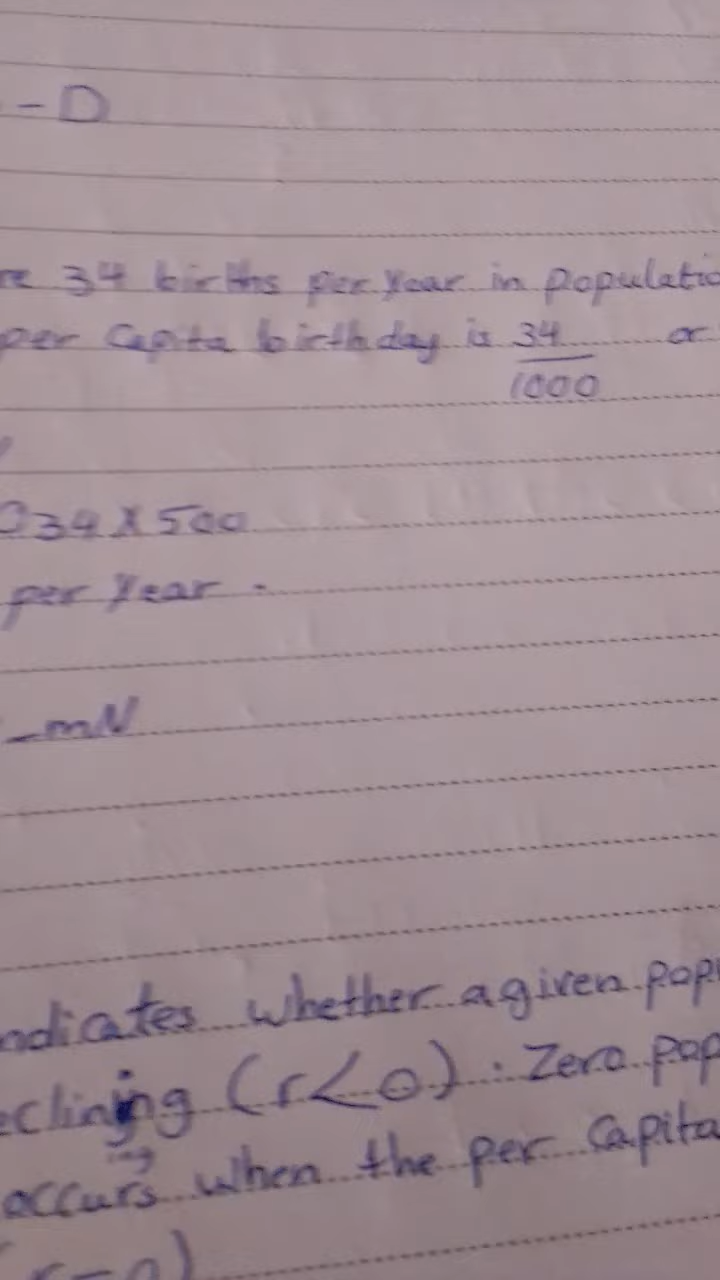 - D
re 34 births per year in populatio
per capita birthday is 34/1000 or
034 x 500
per year .
- mN
ndicates whether a given pop
eclining (r<0) . Zero pop
occurs when the per capita